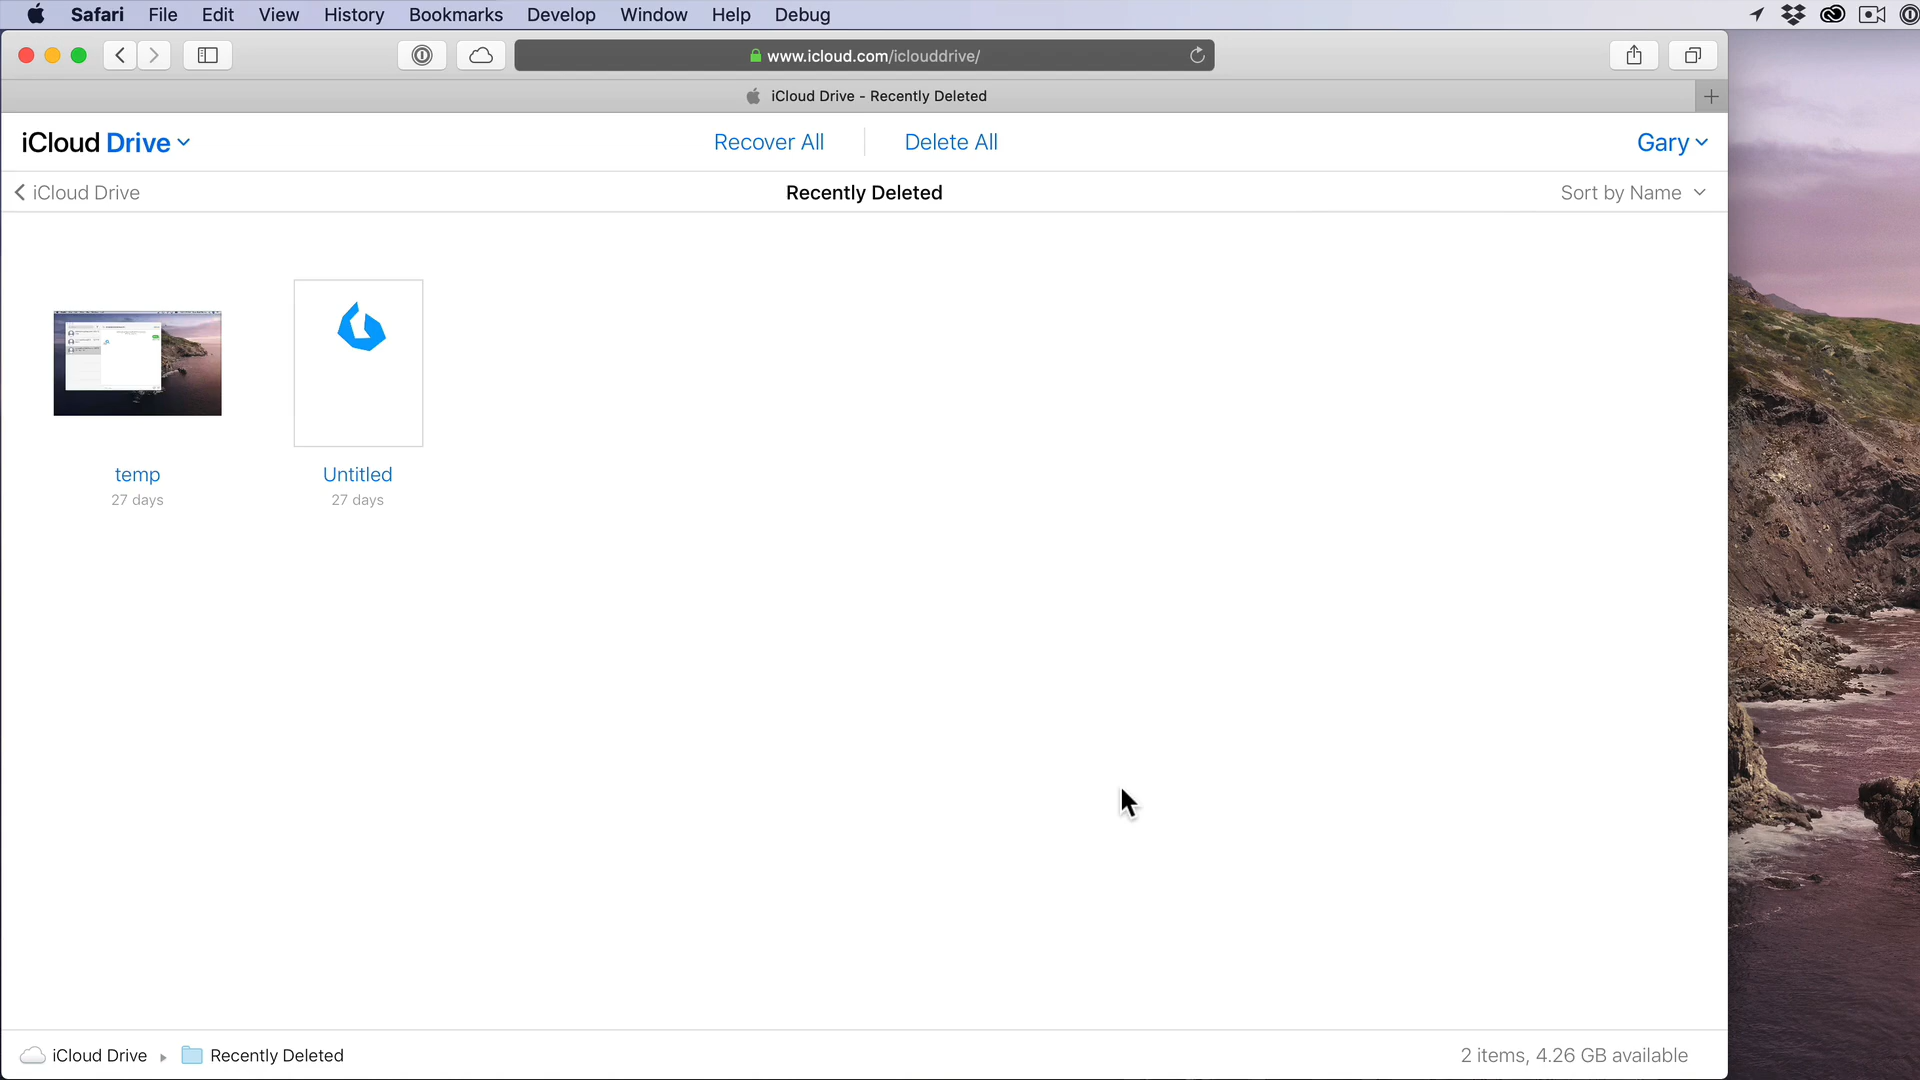 Safari File Edit View History Bookmarks Develop Window Help Debug
www.icloud.com/iclouddrive/
iCloud Drive - Recently Deleted
iCloud Drive
Recover All
Delete All
Gary
iCloud Drive
Recently Deleted
Sort by Name
temp
27 days
Untitled
27 days
iCloud Drive
Recently Deleted
2 items, 4.26 GB available